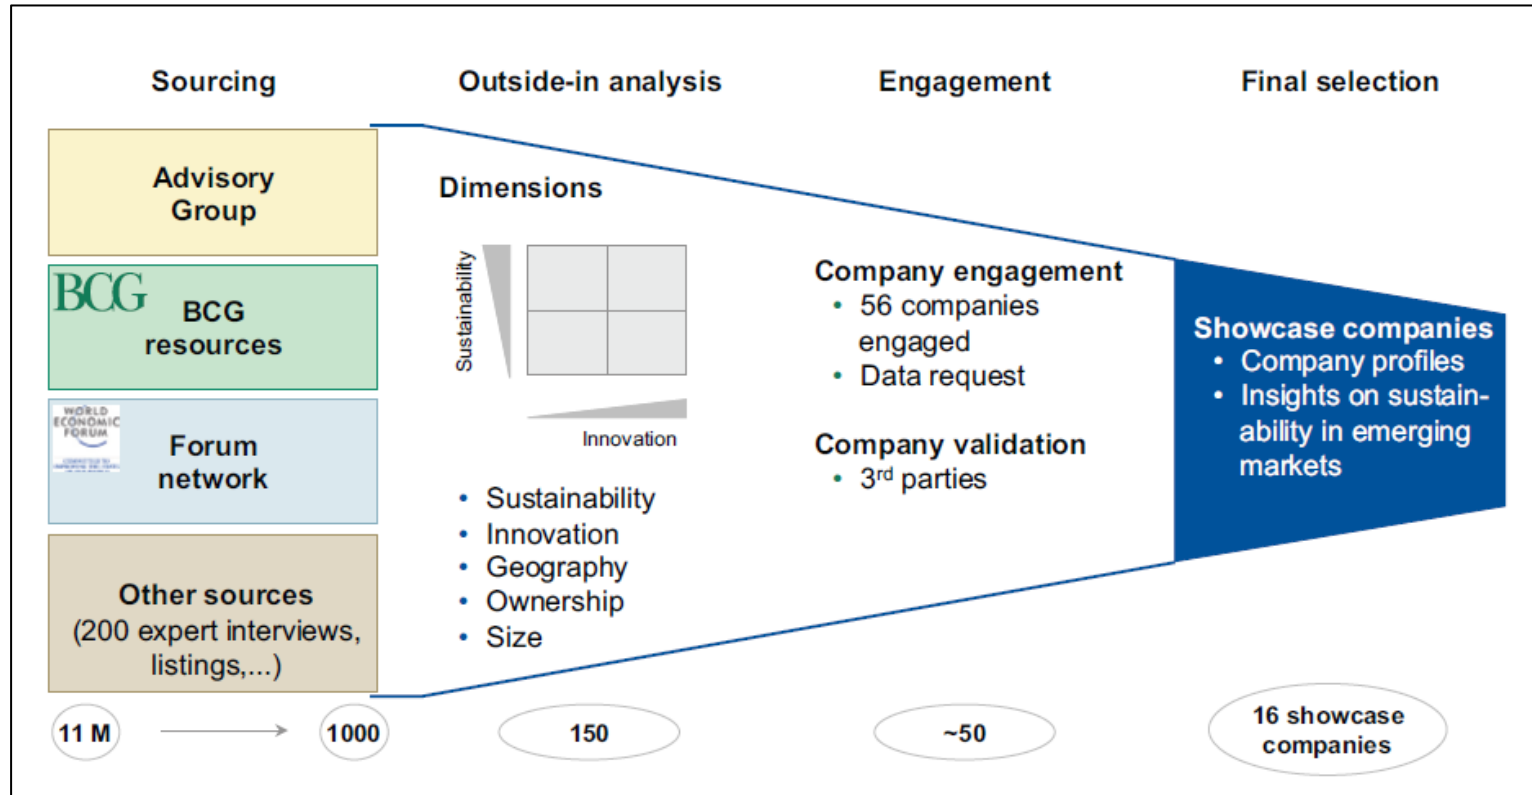 Sourcing
Outside-in analysis
Engagement
Final selection
Advisory
Group
BCG
BCG
resources
WORLD
ECONOMIC
FORUM
Forum
network
Other sources
(200 expert interviews,
listings,...)
11 M
1000
Dimensions
Sustainability
Innovation
• Sustainability
• Innovation
• Geography
• Ownership
• Size
150
Company engagement
• 56 companies
engaged
• Data request
Company validation
• 3rd parties
~50
Showcase companies
• Company profiles
• Insights on sustain-
ability in emerging
markets
16 showcase
companies